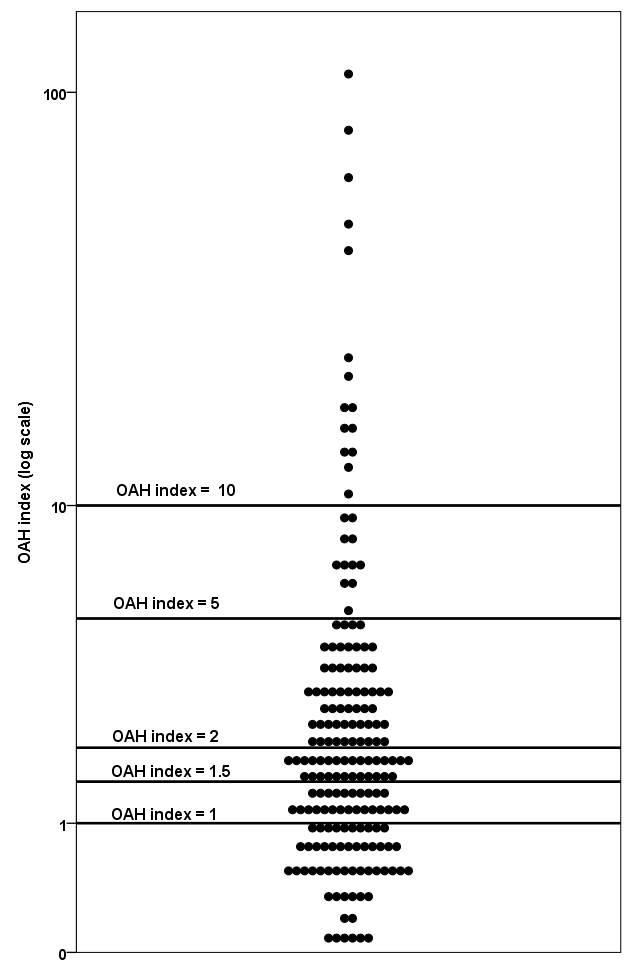 100
OAH index (log scale)
OAH index = 10
10
OAH index = 5
OAH index = 2
OAH index = 1.5
OAH index = 1
1
0